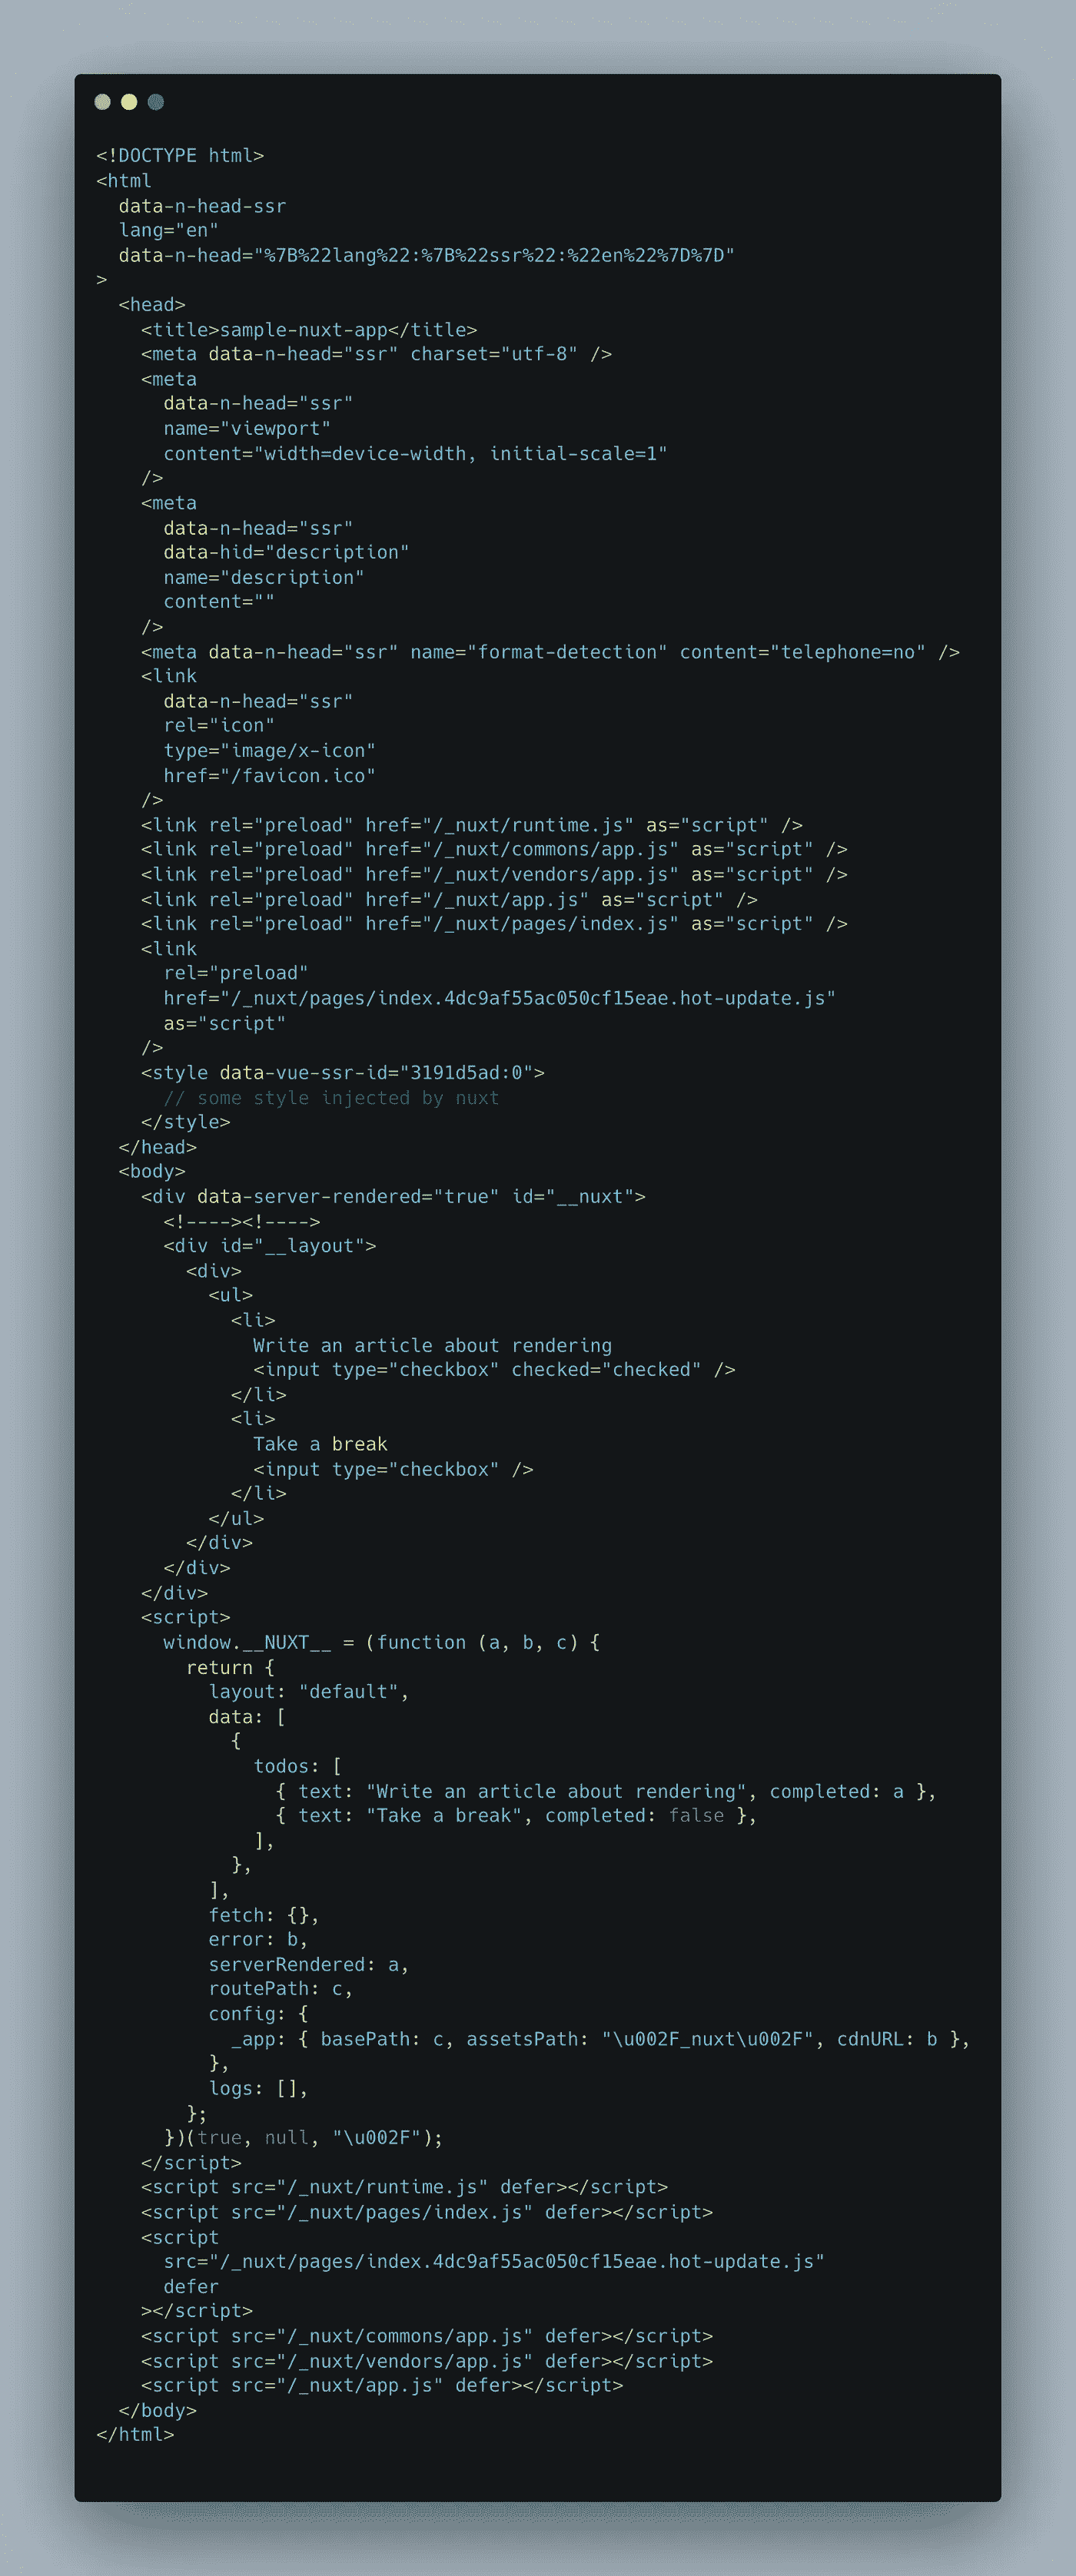 <!DOCTYPE html>
<html
  data-n-head-ssr
  lang="en"
  data-n-head="%7B%22lang%22:%7B%22ssr%22:%22en%22%7D%7D"
>
  <head>
    <title>sample-nuxt-app</title>
    <meta data-n-head="ssr" charset="utf-8" />
    <meta
      data-n-head="ssr"
      name="viewport"
      content="width=device-width, initial-scale=1"
    />
    <meta
      data-n-head="ssr"
      data-hid="description"
      name="description"
      content=""
    />
    <meta data-n-head="ssr" name="format-detection" content="telephone=no" />
    <link
      data-n-head="ssr"
      rel="icon"
      type="image/x-icon"
      href="/favicon.ico"
    />
    <link rel="preload" href="/_nuxt/runtime.js" as="script" />
    <link rel="preload" href="/_nuxt/commons/app.js" as="script" />
    <link rel="preload" href="/_nuxt/vendors/app.js" as="script" />
    <link rel="preload" href="/_nuxt/app.js" as="script" />
    <link rel="preload" href="/_nuxt/pages/index.js" as="script" />
    <link
      rel="preload"
      href="/_nuxt/pages/index.4dc9af55ac050cf15eae.hot-update.js"
      as="script"
    />
    <style data-vue-ssr-id="3191d5ad:0">
      // some style injected by nuxt
    </style>
  </head>
  <body>
    <div data-server-rendered="true" id="__nuxt">
      <!----><!---->
      <div id="__layout">
        <div>
          <ul>
            <li>
              Write an article about rendering
              <input type="checkbox" checked="checked" />
            </li>
            <li>
              Take a break
              <input type="checkbox" />
            </li>
          </ul>
        </div>
      </div>
    </div>
    <script>
      window.__NUXT__ = (function (a, b, c) {
        return {
          layout: "default",
          data: [
            {
              todos: [
                { text: "Write an article about rendering", completed: a },
                { text: "Take a break", completed: false },
              ],
            },
          ],
          fetch: {},
          error: b,
          serverRendered: a,
          routePath: c,
          config: {
            _app: { basePath: c, assetsPath: "\u002F_nuxt\u002F", cdnURL: b },
          },
          logs: [],
        };
      })(true, null, "\u002F");
    </script>
    <script src="/_nuxt/runtime.js" defer></script>
    <script src="/_nuxt/pages/index.js" defer></script>
    <script
      src="/_nuxt/pages/index.4dc9af55ac050cf15eae.hot-update.js"
      defer
    ></script>
    <script src="/_nuxt/commons/app.js" defer></script>
    <script src="/_nuxt/vendors/app.js" defer></script>
    <script src="/_nuxt/app.js" defer></script>
  </body>
</html>